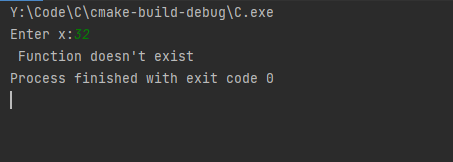 Y:\Code\C\cmake-build-debug\C.exe
Enter x:32
 Function doesn't exist
Process finished with exit code 0